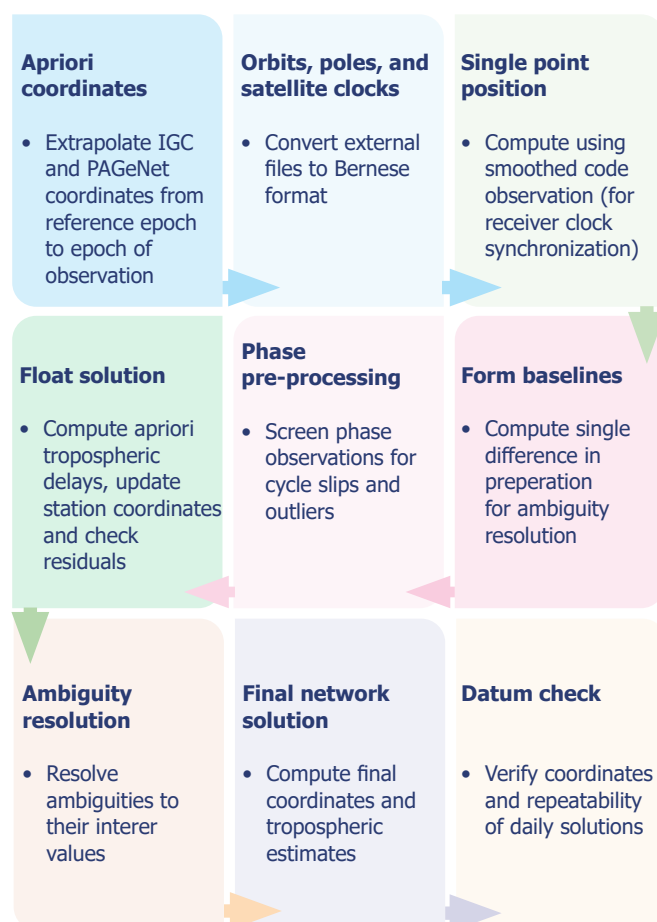 Apriori
coordinates
• Extrapolate IGC
and PAGeNet
coordinates from
reference epoch
to epoch of
observation
Orbits, poles, and
satellite clocks
• Convert external
files to Bernese
format
Single point
position
• Compute using
smoothed code
observation (for
receiver clock
synchronization)
Form baselines
• Compute single
difference in
preperation
for ambiguity
resolution
Phase
pre-processing
• Screen phase
observations for
cycle slips and
outliers
Float solution
• Compute apriori
tropospheric
delays, update
station coordinates
and check
residuals
Ambiguity
resolution
• Resolve
ambiguities to
their interer
values
Final network
solution
• Compute final
coordinates and
tropospheric
estimates
Datum check
• Verify coordinates
and repeatability
of daily solutions